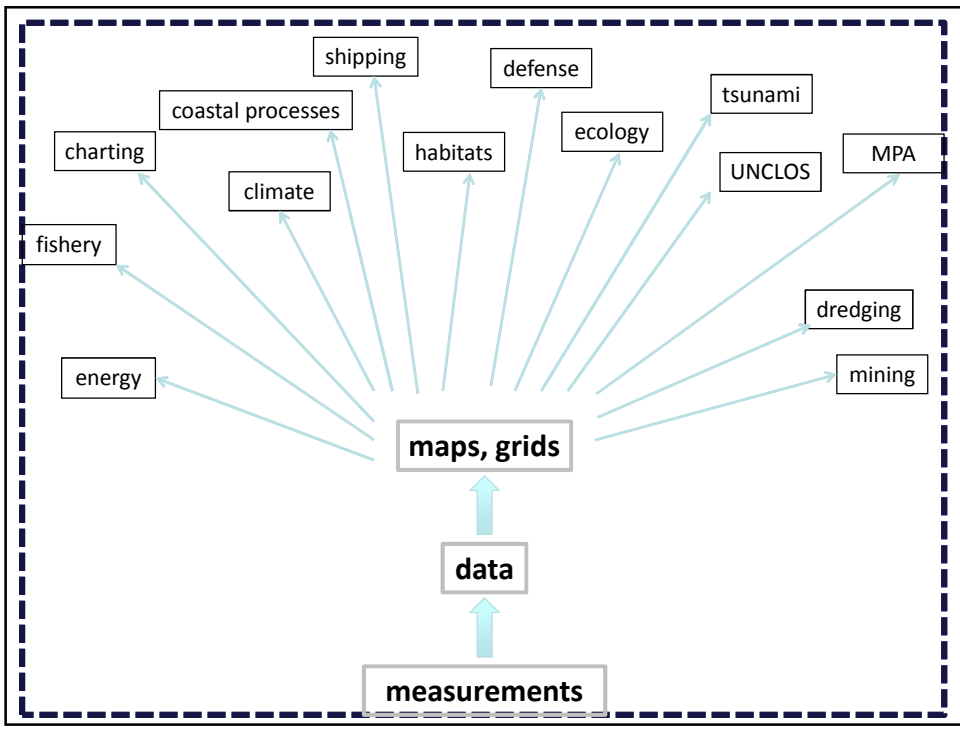 shipping
defense
tsunami
coastal processes
ecology
charting
habitats
MPA
UNCLOS
climate
fishery
dredging
energy
mining
maps, grids
data
measurements